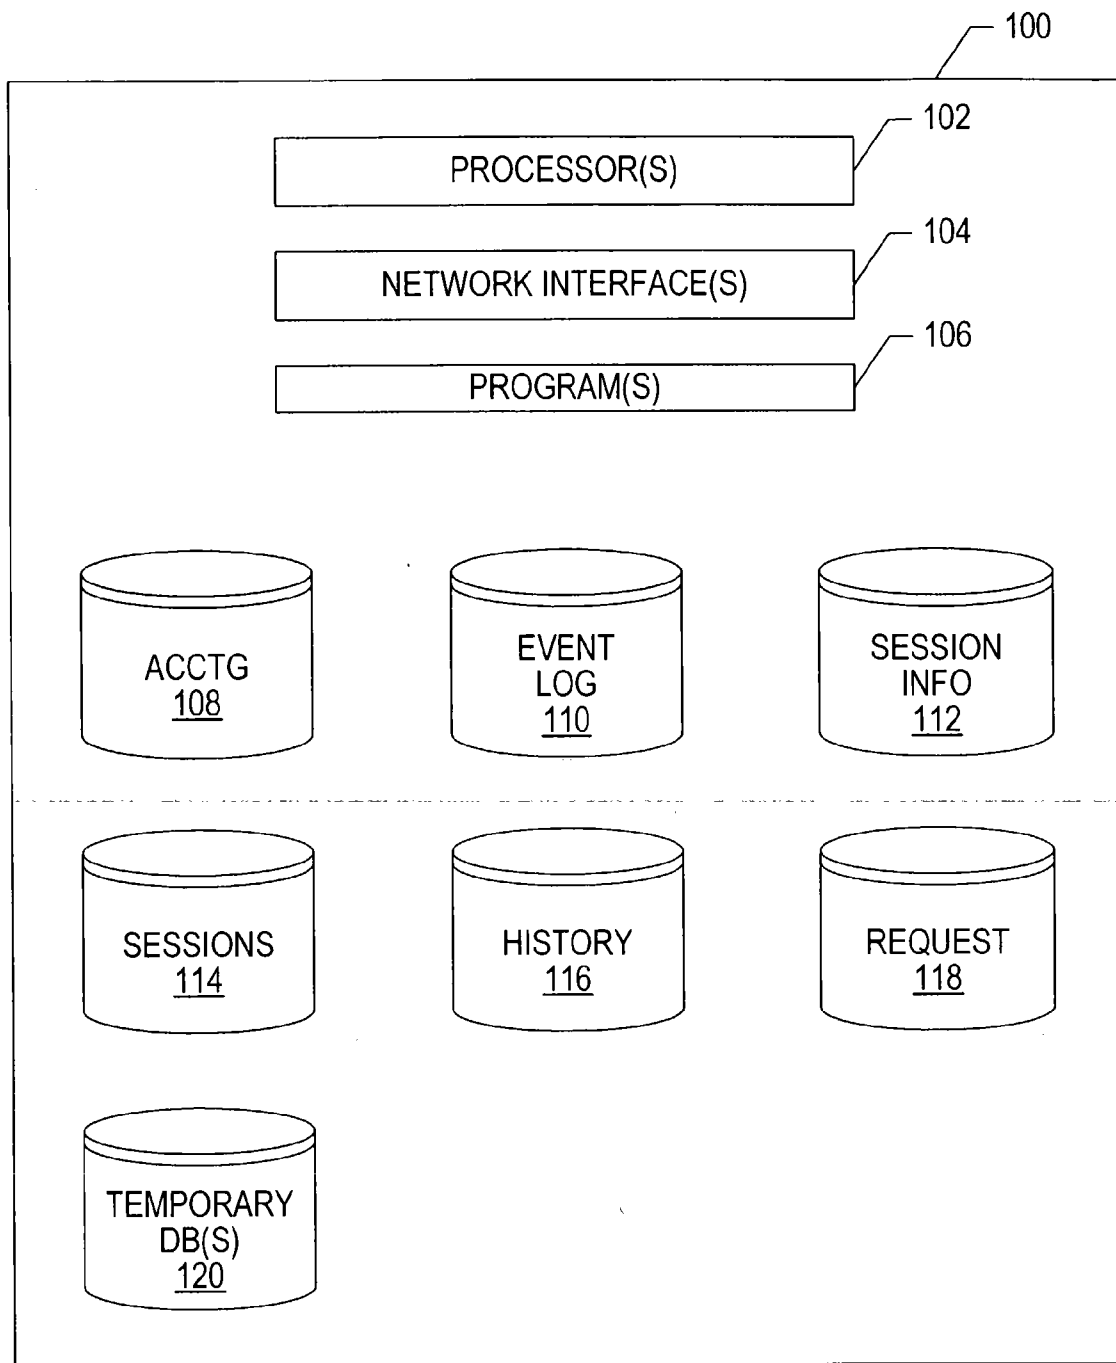 100
102
PROCESSOR(S)
104
NETWORK INTERFACE(S)
106
PROGRAM(S)
ACCTG
108
EVENT
LOG
110
SESSION
INFO
112
SESSIONS
114
HISTORY
116
REQUEST
118
TEMPORARY
DB(S)
120